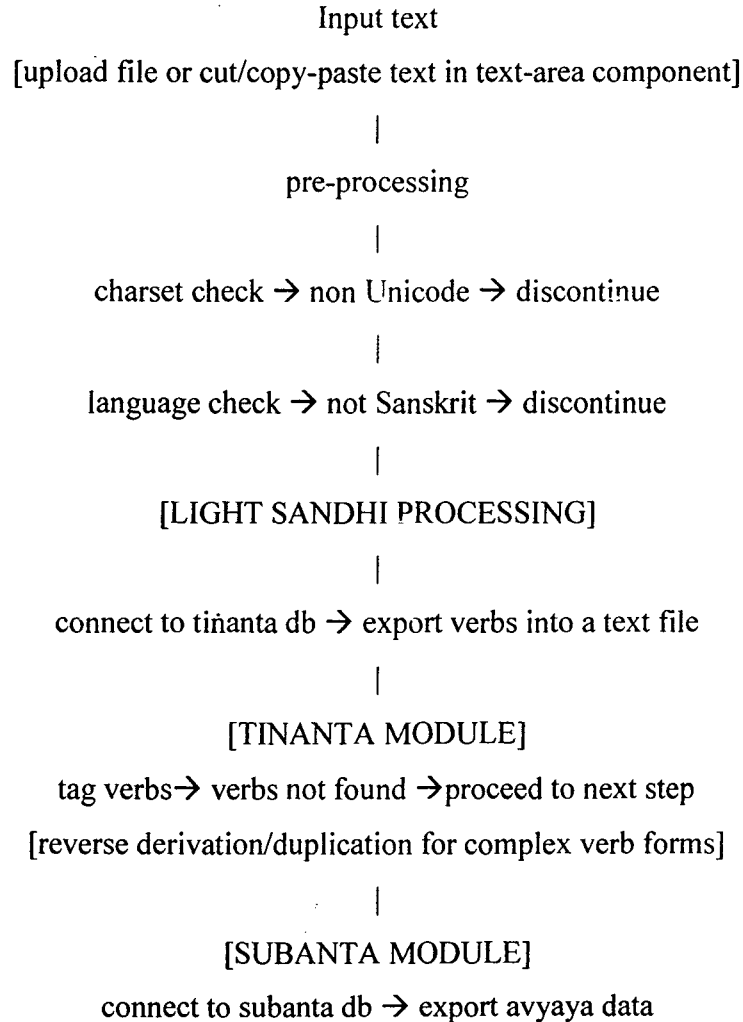 Input text
[upload file or cut/copy-paste text in text-area component]
|
pre-processing
|
charset check → non Unicode → discontinue
|
language check → not Sanskrit → discontinue
|
[LIGHT SANDHI PROCESSING]
|
connect to tiṅanta db → export verbs into a text file
|
[TINANTA MODULE]
tag verbs→ verbs not found →proceed to next step
[reverse derivation/duplication for complex verb forms]
|
[SUBANTA MODULE]
connect to subanta db → export avyaya data